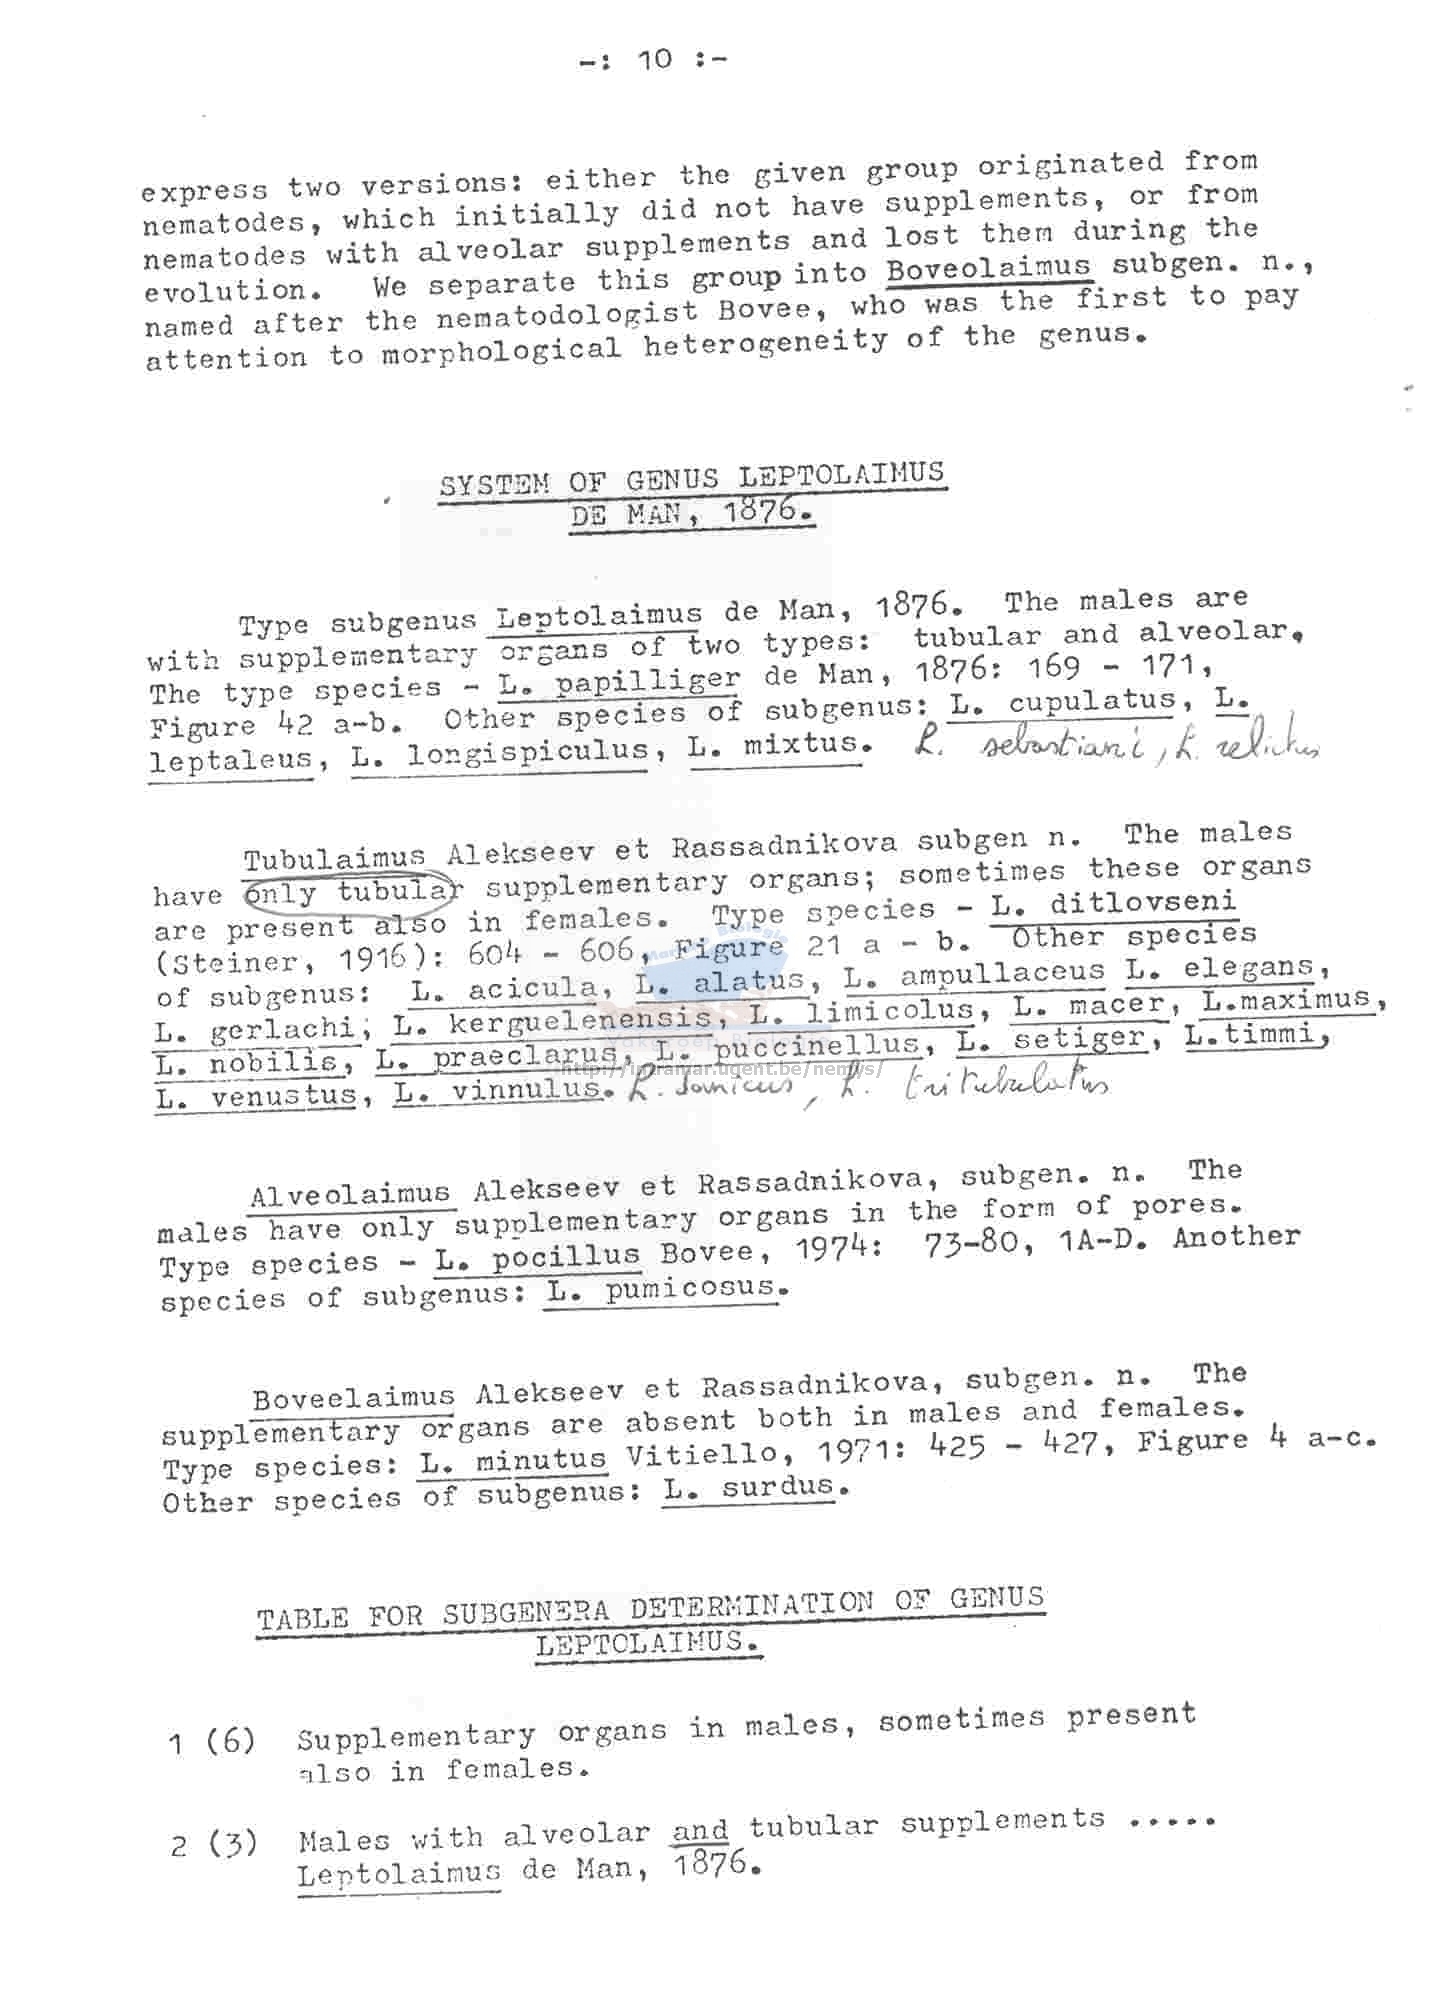 -: 10 :-
express two versions: either the given group originated from
nematodes, which initially did not have supplements, or from
nematodes with alveolar supplements and lost them during the
evolution. We separate this group into Boveolaimus subgen. n.,
named after the nematodologist Bovee, who was the first to pay
attention to morphological heterogeneity of the genus.
SYSTEM OF GENUS LEPTOLAIMUS
DE MAN, 1876.
Type subgenus Leptolaimus de Man, 1876. The males are
with supplementary organs of two types: tubular and alveolar.
The type species - L. papilliger de Man, 1876: 169 - 171,
Figure 42 a-b. Other species of subgenus: L. cupulatus, L.
leptaleus, L. longispiculus, L. mixtus. L. sebastiani, L. relictus
Tubulaimus Alekseev et Rassadnikova subgen n. The males
have only tubular supplementary organs; sometimes these organs
are present also in females. Type species - L. ditlovseni
(Steiner, 1916): 604 - 606, Figure 21 a - b. Other species
of subgenus: L. acicula, L. alatus, L. ampullaceus L. elegans,
L. gerlachi, L. kerguelenensis, L. limicolus, L. macer, L.maximus,
L. nobilis, L. praeclarus, L. puccinellus, L. setiger, L.timmi,
L. venustus, L. vinnulus. L. sonicus, L. tritubulatus
http://intramar.ugent.be/nemys/
Alveolaimus Alekseev et Rassadnikova, subgen. n. The
males have only supplementary organs in the form of pores.
Type species - L. pocillus Bovee, 1974: 73-80, 1A-D. Another
species of subgenus: L. pumicosus.
Boveelaimus Alekseev et Rassadnikova, subgen. n. The
supplementary organs are absent both in males and females.
Type species: L. minutus Vitiello, 1971: 425 - 427, Figure 4 a-c.
Other species of subgenus: L. surdus.
TABLE FOR SUBGENERA DETERMINATION OF GENUS
LEPTOLAIMUS.
1 (6) Supplementary organs in males, sometimes present
also in females.
2 (3) Males with alveolar and tubular supplements .....
Leptolaimus de Man, 1876.